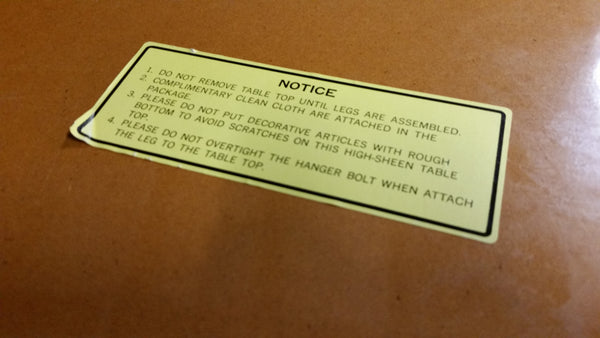 NOTICE
1. DO NOT REMOVE TABLE TOP UNTIL LEGS ARE ASSEMBLED.
2. COMPLIMENTARY CLEAN CLOTH ARE ATTACHED IN THE
PACKAGE.
3. PLEASE DO NOT PUT DECORATIVE ARTICLES WITH ROUGH
BOTTOM TO AVOID SCRATCHES ON THIS HIGH-SHEEN TABLE
TOP.
4. PLEASE DO NOT OVERTIGHT THE HANGER BOLT WHEN ATTACH
THE LEG TO THE TABLE TOP.